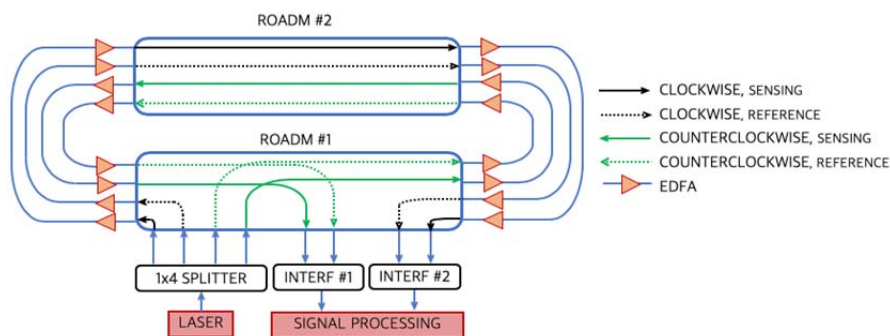 ROADM #2
CLOCKWISE, SENSING
CLOCKWISE, REFERENCE
COUNTERCLOCKWISE, SENSING
COUNTERCLOCKWISE, REFERENCE
EDFA
ROADM #1
1x4 SPLITTER
INTERF #1
INTERF #2
LASER
SIGNAL PROCESSING